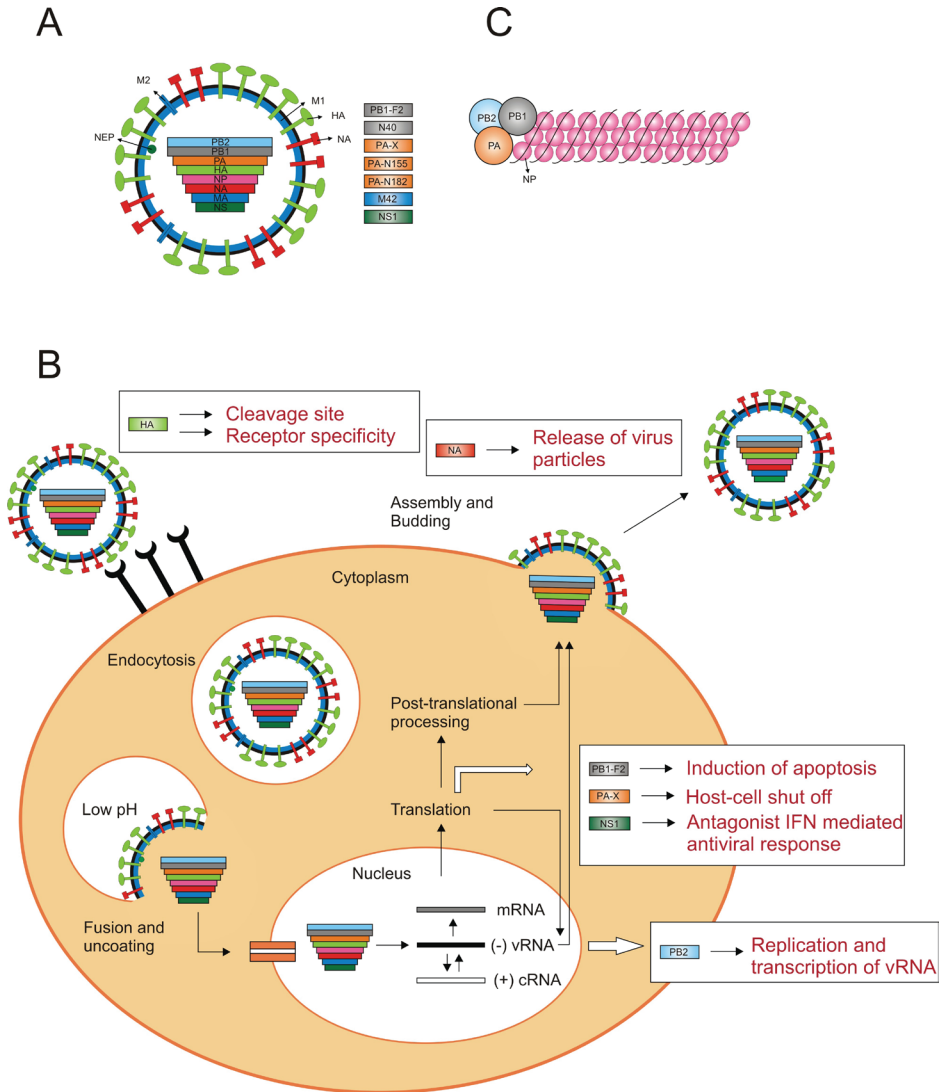 A
M2
M1
HA
NA
NEP
PB2
PB1
PA
HA
NP
NA
MA
NS
PB1-F2
N40
PA-X
PA-N155
PA-N182
M42
NS1
C
PB2
PB1
PA
NP
B
HA
Cleavage site
Receptor specificity
NA
Release of virus
particles
Assembly and
Budding
Cytoplasm
Endocytosis
Post-translational
processing
PB1-F2
Induction of apoptosis
PA-X
Host-cell shut off
NS1
Antagonist IFN mediated
antiviral response
Low pH
Translation
Nucleus
Fusion and
uncoating
mRNA
(-) vRNA
(+) cRNA
PB2
Replication and
transcription of vRNA